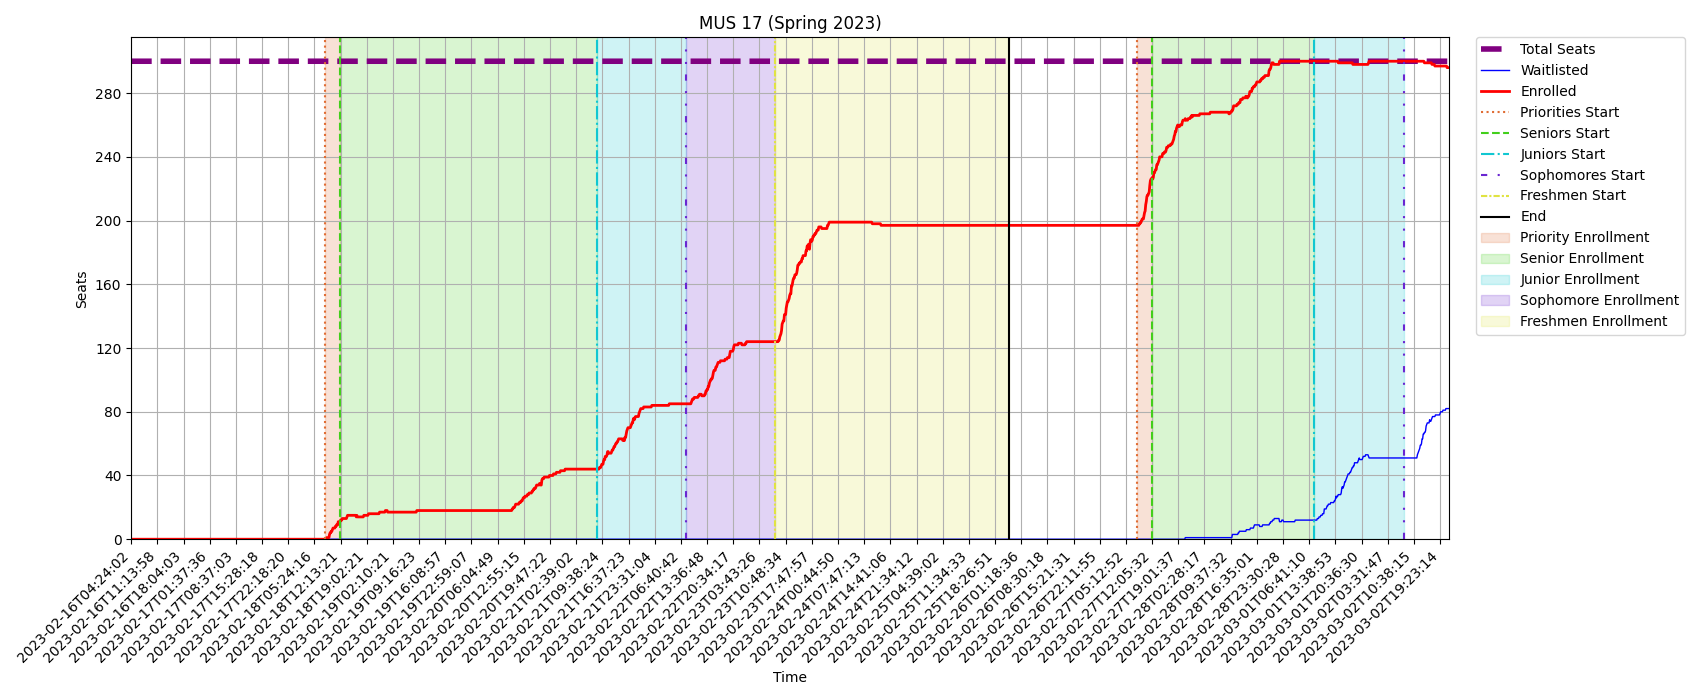 MUS 17 (Spring 2023)
Total Seats
Waitlisted
Enrolled
Priorities Start
Seniors Start
Juniors Start
Sophomores Start
Freshmen Start
End
Priority Enrollment
Senior Enrollment
Junior Enrollment
Sophomore Enrollment
Freshmen Enrollment
Seats
280
240
200
160
120
80
40
0
2023-02-16T04:24:02
2023-02-16T11:13:58
2023-02-16T18:04:03
2023-02-17T01:37:36
2023-02-17T08:37:03
2023-02-17T15:28:18
2023-02-17T22:18:20
2023-02-18T05:24:16
2023-02-18T12:13:21
2023-02-18T19:02:21
2023-02-19T02:10:21
2023-02-19T09:16:23
2023-02-19T16:08:57
2023-02-19T22:59:07
2023-02-20T06:04:49
2023-02-20T12:55:15
2023-02-20T19:47:22
2023-02-21T02:39:02
2023-02-21T09:38:24
2023-02-21T16:37:23
2023-02-21T23:31:04
2023-02-22T06:40:42
2023-02-22T13:36:48
2023-02-22T20:34:17
2023-02-23T03:43:26
2023-02-23T10:48:34
2023-02-23T17:47:57
2023-02-24T00:44:50
2023-02-24T07:47:13
2023-02-24T14:41:06
2023-02-24T21:34:12
2023-02-25T04:39:02
2023-02-25T11:34:33
2023-02-25T18:26:51
2023-02-26T01:18:36
2023-02-26T08:30:18
2023-02-26T15:21:31
2023-02-26T22:11:55
2023-02-27T05:12:52
2023-02-27T12:05:32
2023-02-27T19:01:37
2023-02-28T02:28:17
2023-02-28T09:37:32
2023-02-28T16:35:01
2023-02-28T23:30:28
2023-03-01T06:41:10
2023-03-01T13:38:53
2023-03-01T20:36:30
2023-03-02T03:31:47
2023-03-02T10:38:15
2023-03-02T19:23:14
Time